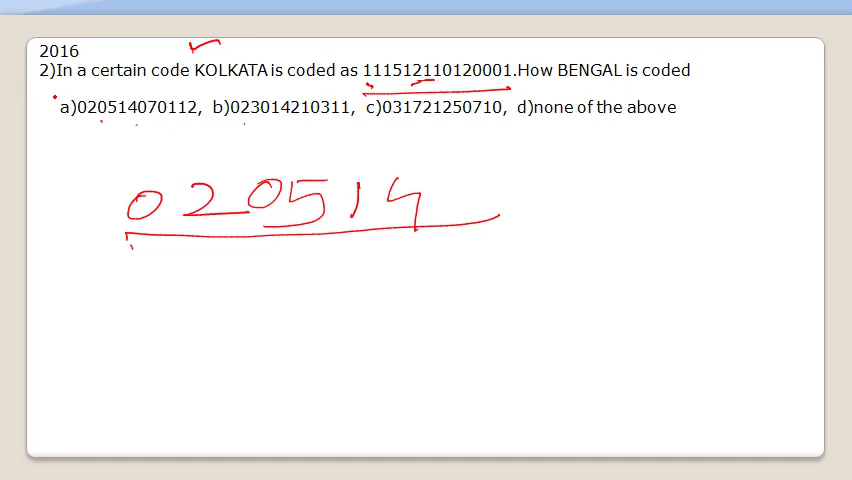 2016
2)In a certain code KOLKATA is coded as 111512110120001.How BENGAL is coded
a)020514070112, b)023014210311, c)031721250710, d)none of the above
020514